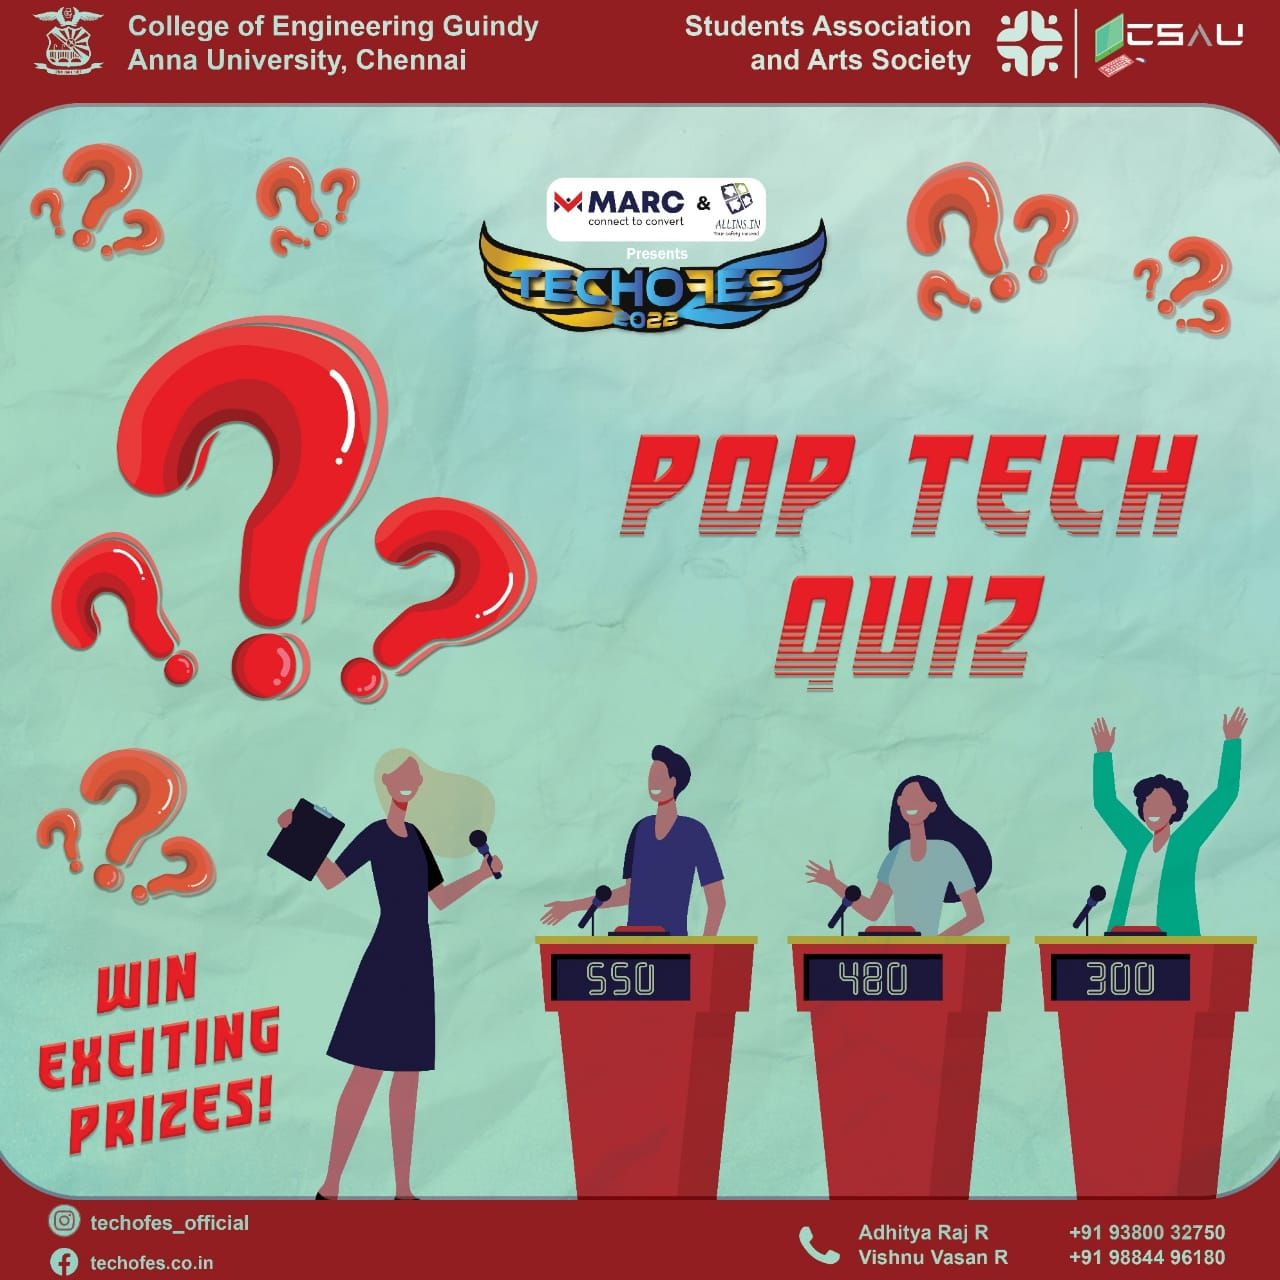 College of Engineering Guindy
Anna University, Chennai
Students Association
and Arts Society
CSAU
MARC & ALLINS.IN
connect to convert
Presents
TECHOFES
2022
POP TECH
QUIZ
550
480
300
WIN
EXCITING
PRIZES!
techofes_official
techofes.co.in
Adhitya Raj R +91 93800 32750
Vishnu Vasan R +91 98844 96180